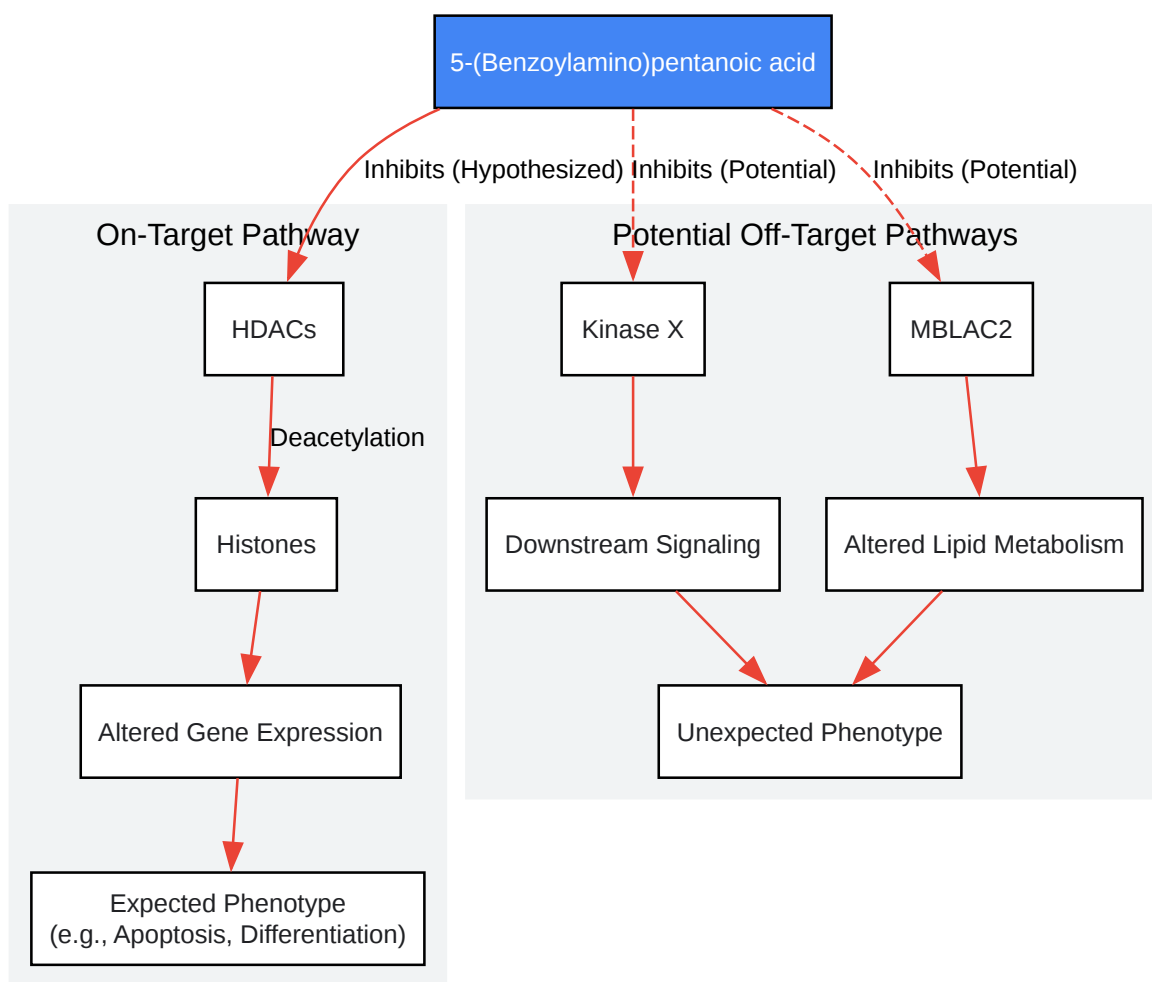 5-(Benzoylamino)pentanoic acid
Inhibits (Hypothesized)
Inhibits (Potential)
Inhibits (Potential)
On-Target Pathway
Potential Off-Target Pathways
HDACs
Kinase X
MBLAC2
Deacetylation
Histones
Downstream Signaling
Altered Lipid Metabolism
Altered Gene Expression
Unexpected Phenotype
Expected Phenotype
(e.g., Apoptosis, Differentiation)